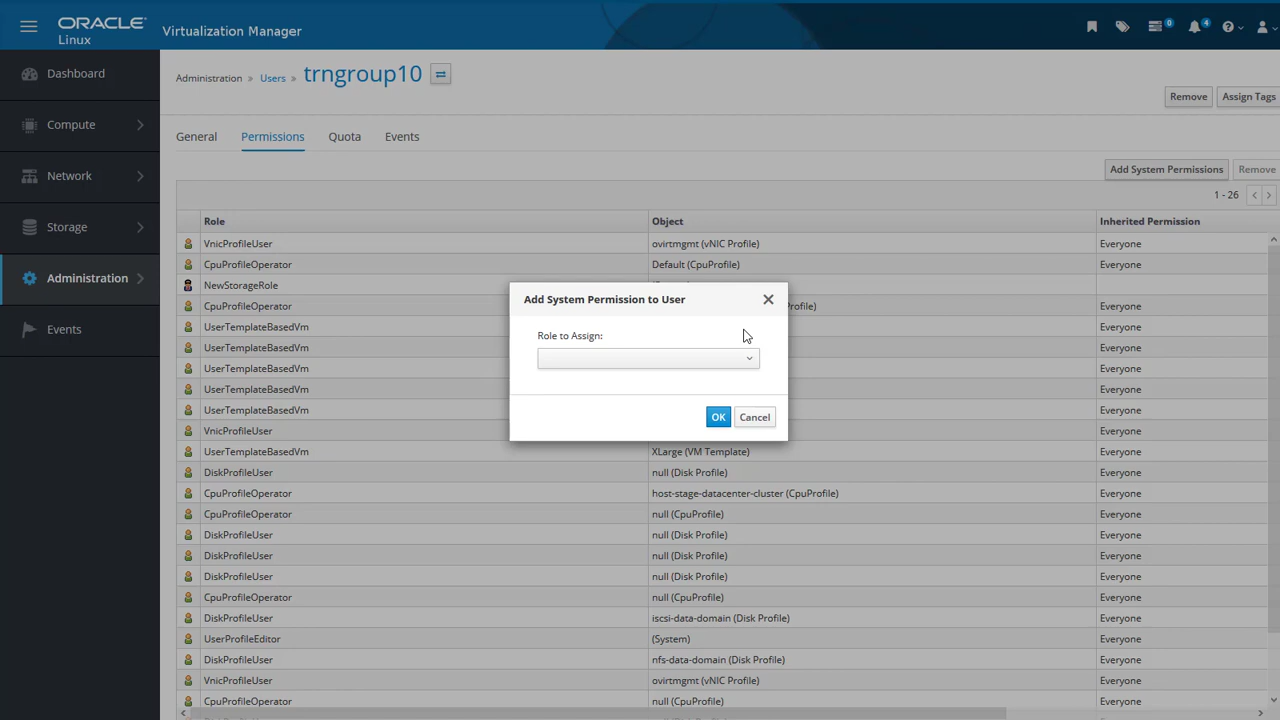 ORACLE
Linux
Virtualization Manager
0
4
Dashboard
Compute
Network
Storage
Administration
Events
Administration » Users » trngroup10
Remove
Assign Tags
General
Permissions
Quota
Events
Add System Permissions
Remove
1 - 26
Role Object Inherited Permission
VnicProfileUser ovirtmgmt (vNIC Profile) Everyone
CpuProfileOperator Default (CpuProfile) Everyone
NewStorageRole
CpuProfileOperator Everyone
UserTemplateBasedVm Everyone
UserTemplateBasedVm Everyone
UserTemplateBasedVm Everyone
UserTemplateBasedVm Everyone
UserTemplateBasedVm Everyone
VnicProfileUser Everyone
UserTemplateBasedVm XLarge (VM Template) Everyone
DiskProfileUser null (Disk Profile) Everyone
CpuProfileOperator host-stage-datacenter-cluster (CpuProfile) Everyone
CpuProfileOperator null (CpuProfile) Everyone
DiskProfileUser null (Disk Profile) Everyone
DiskProfileUser null (Disk Profile) Everyone
DiskProfileUser null (Disk Profile) Everyone
CpuProfileOperator null (CpuProfile) Everyone
DiskProfileUser iscsi-data-domain (Disk Profile) Everyone
UserProfileEditor (System) Everyone
DiskProfileUser nfs-data-domain (Disk Profile) Everyone
VnicProfileUser ovirtmgmt (vNIC Profile) Everyone
CpuProfileOperator null (CpuProfile) Everyone
Add System Permission to User
Role to Assign:
OK
Cancel